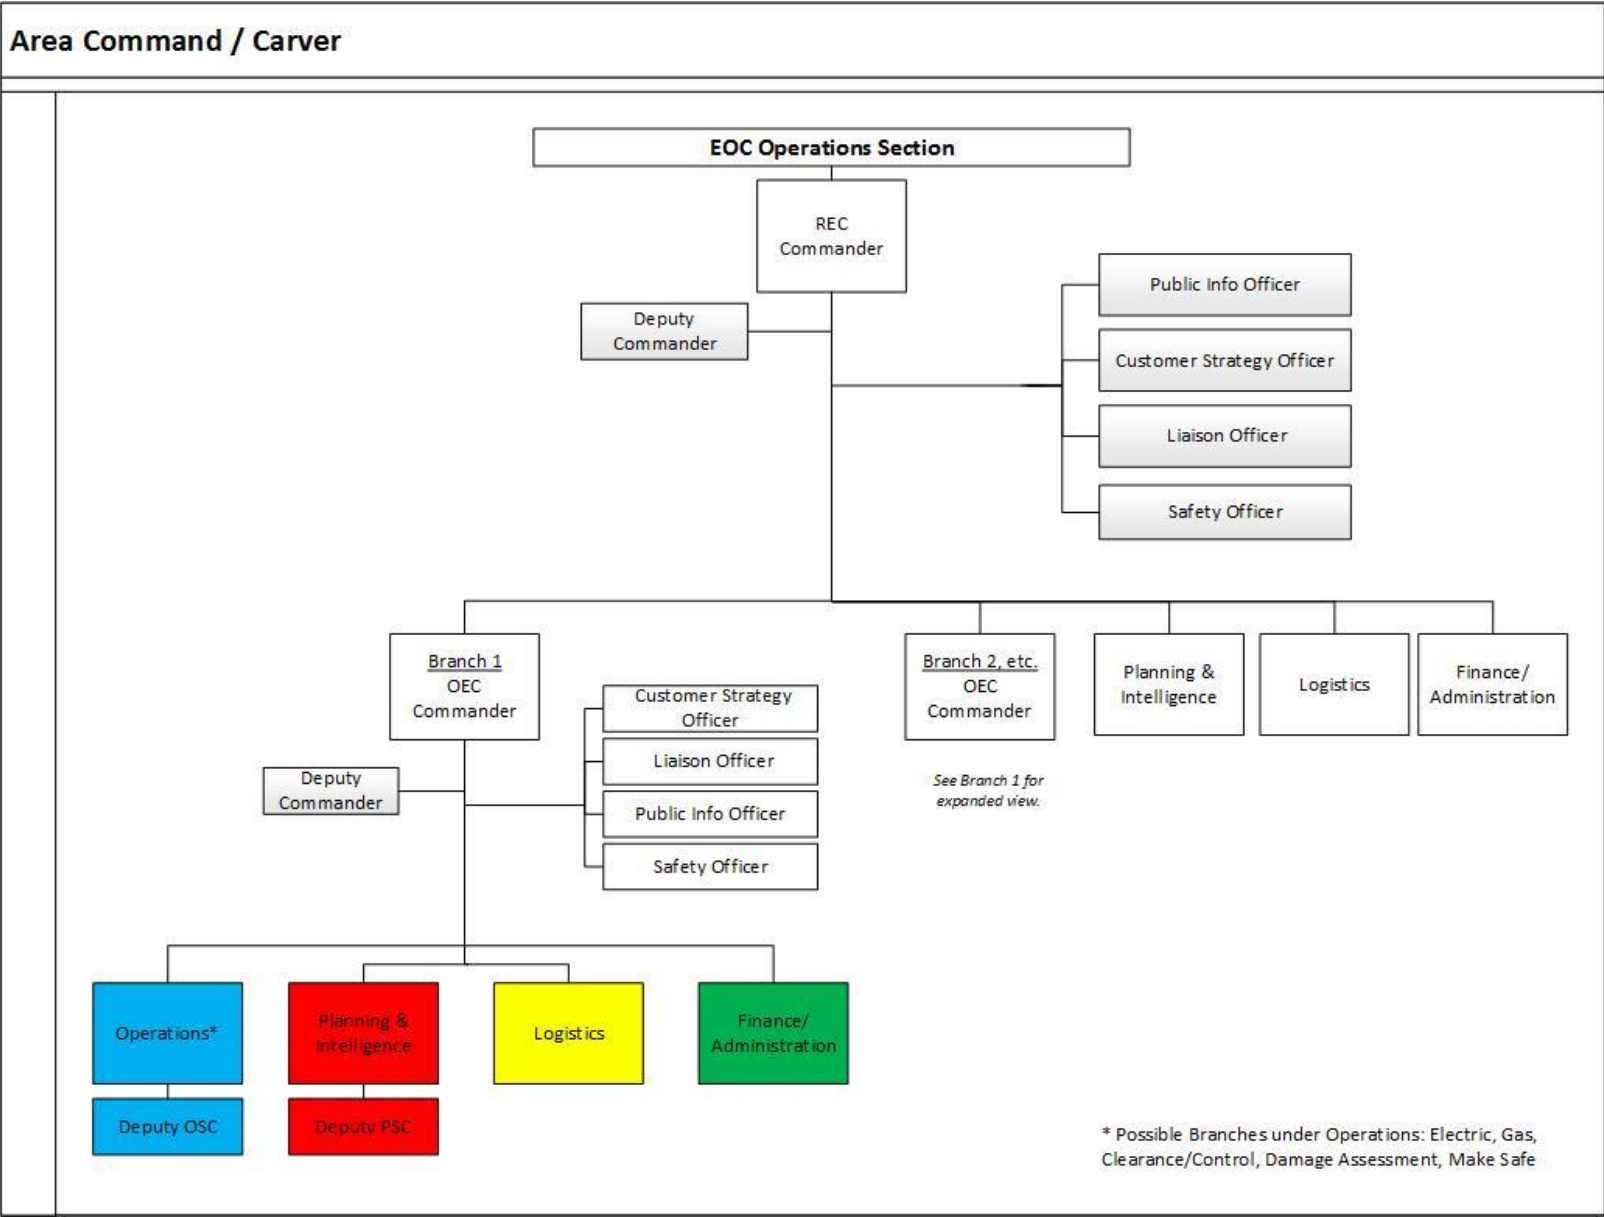 Area Command / Carver
EOC Operations Section
REC
Commander
Deputy
Commander
Public Info Officer
Customer Strategy Officer
Liaison Officer
Safety Officer
Branch 1
OEC
Commander
Deputy
Commander
Customer Strategy
Officer
Liaison Officer
Public Info Officer
Safety Officer
Branch 2, etc.
OEC
Commander
See Branch 1 for
expanded view.
Planning &
Intelligence
Logistics
Finance/
Administration
Operations*
Deputy OSC
Planning &
Intelligence
Deputy PSC
Logistics
Finance/
Administration
* Possible Branches under Operations: Electric, Gas,
Clearance/Control, Damage Assessment, Make Safe